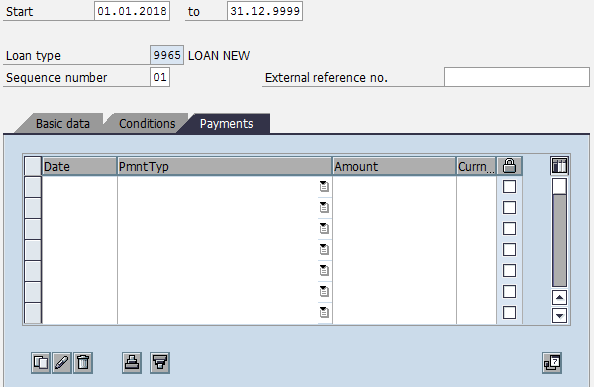 Start 01.01.2018 to 31.12.9999
Loan type 9965 LOAN NEW
Sequence number 01 External reference no.
Basic data Conditions Payments
Date PmntTyp Amount Currn...